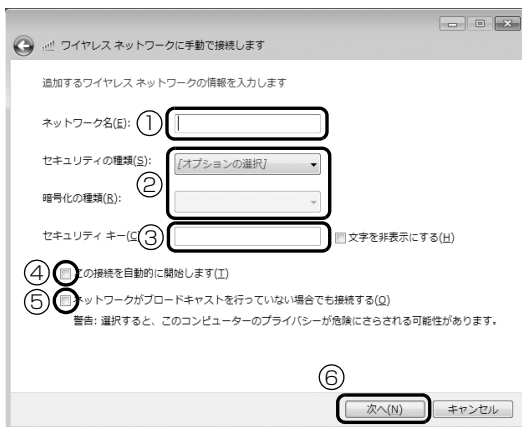 ワイヤレス ネットワークに手動で接続します
追加するワイヤレス ネットワークの情報を入力します
ネットワーク名(E): ①
セキュリティの種類(S): [オプションの選択]
②
暗号化の種類(R):
セキュリティ キー(C) ③ 文字を非表示にする(H)
④ この接続を自動的に開始します(T)
⑤ ネットワークがブロードキャストを行っていない場合でも接続する(O)
警告: 選択すると、このコンピューターのプライバシーが危険にさらされる可能性があります。
⑥
次へ(N) キャンセル